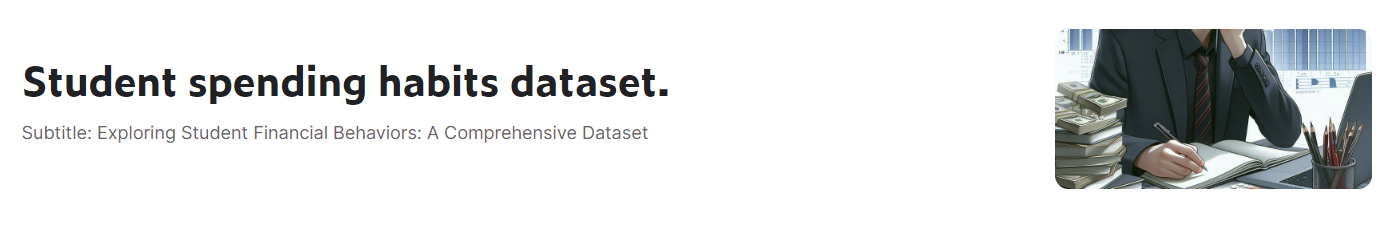 Student spending habits dataset.
Subtitle: Exploring Student Financial Behaviors: A Comprehensive Dataset